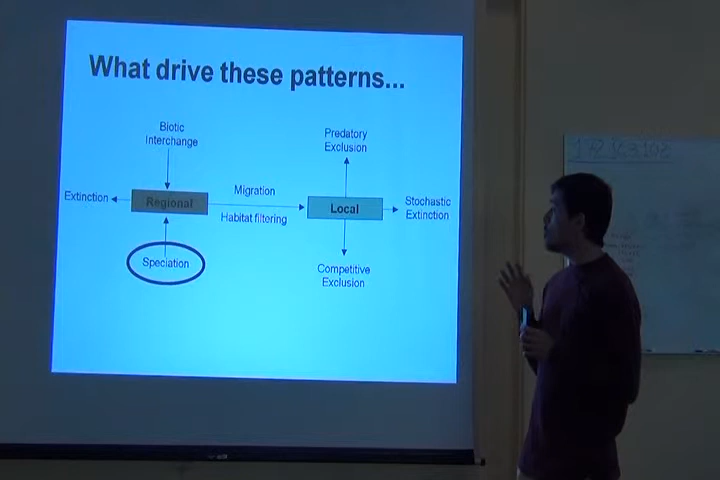 What drive these patterns...
Biotic
Interchange
Predatory
Exclusion
Extinction
Regional
Migration
Habitat filtering
Local
Stochastic
Extinction
Speciation
Competitive
Exclusion